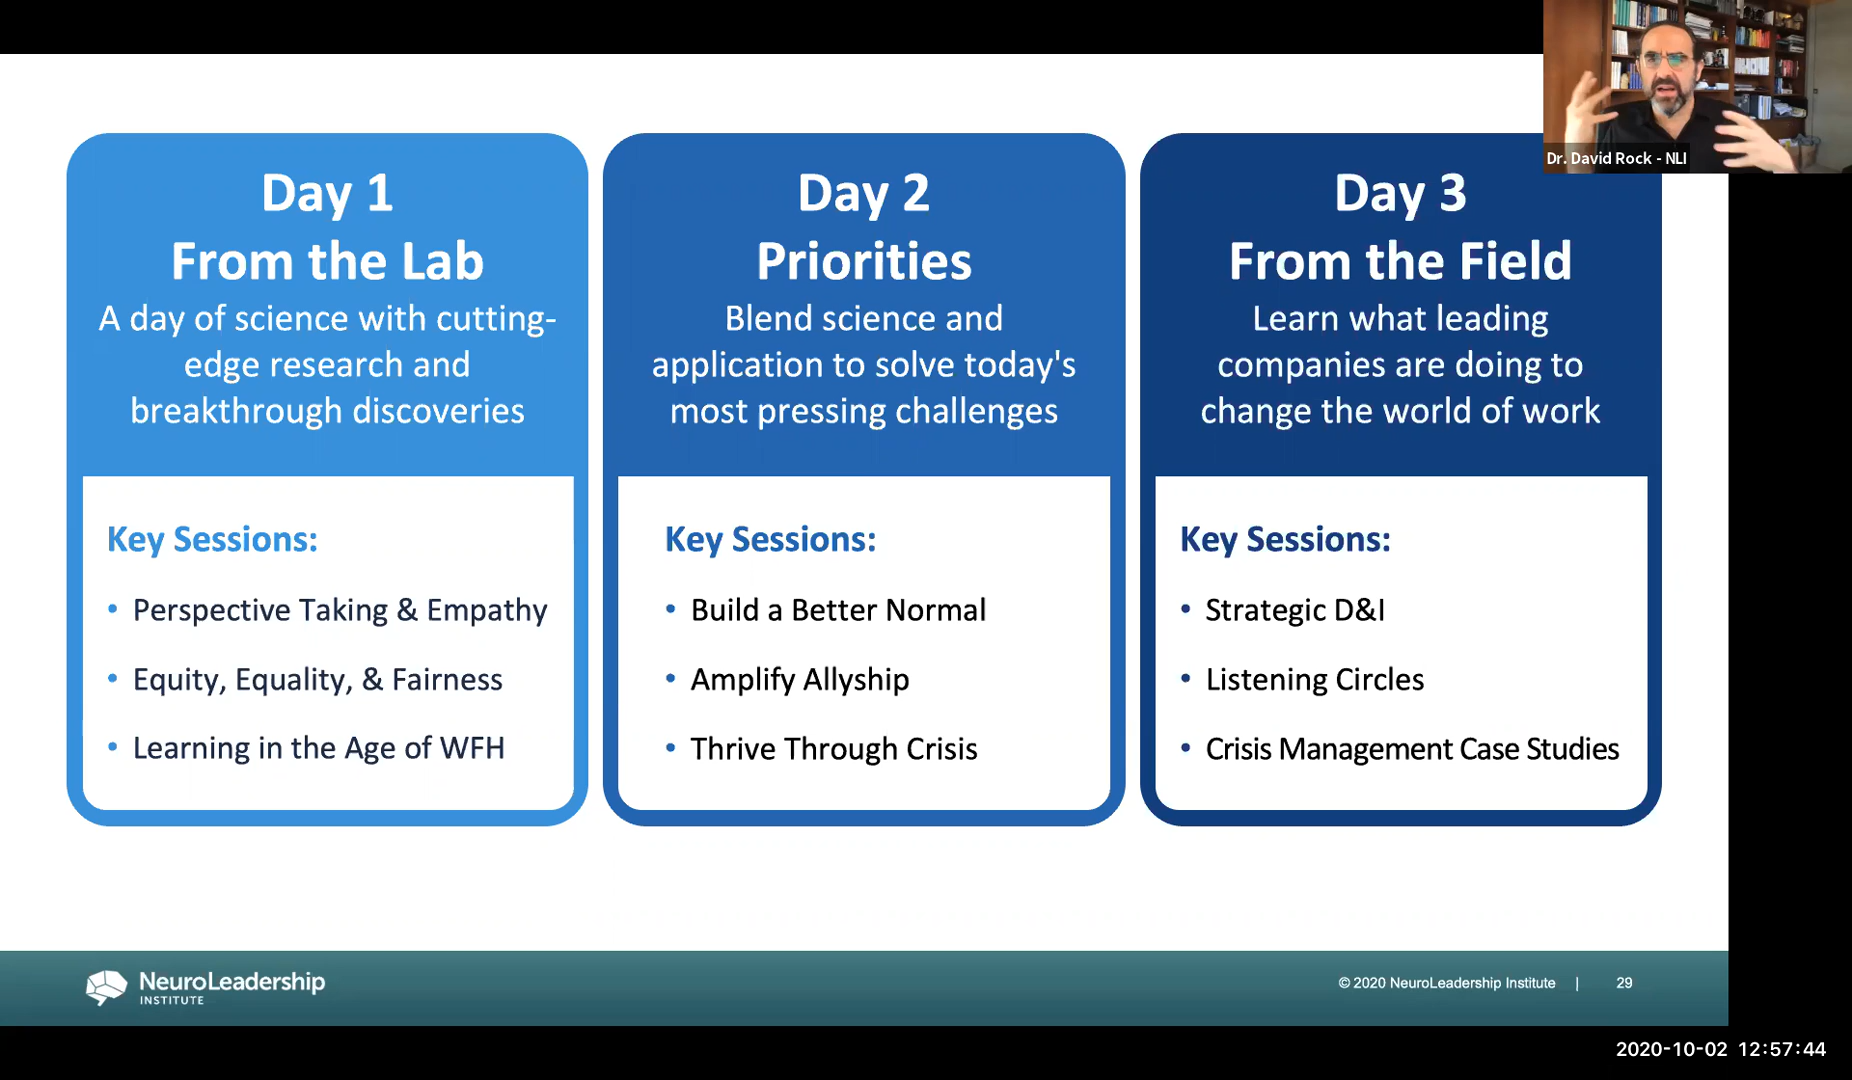 Dr. David Rock - NLI
Day 1
From the Lab
A day of science with cutting-
edge research and
breakthrough discoveries
Key Sessions:
• Perspective Taking & Empathy
• Equity, Equality, & Fairness
• Learning in the Age of WFH
Day 2
Priorities
Blend science and
application to solve today's
most pressing challenges
Key Sessions:
• Build a Better Normal
• Amplify Allyship
• Thrive Through Crisis
Day 3
From the Field
Learn what leading
companies are doing to
change the world of work
Key Sessions:
• Strategic D&I
• Listening Circles
• Crisis Management Case Studies
NeuroLeadership
INSTITUTE
© 2020 NeuroLeadership Institute | 29
2020-10-02 12:57:44